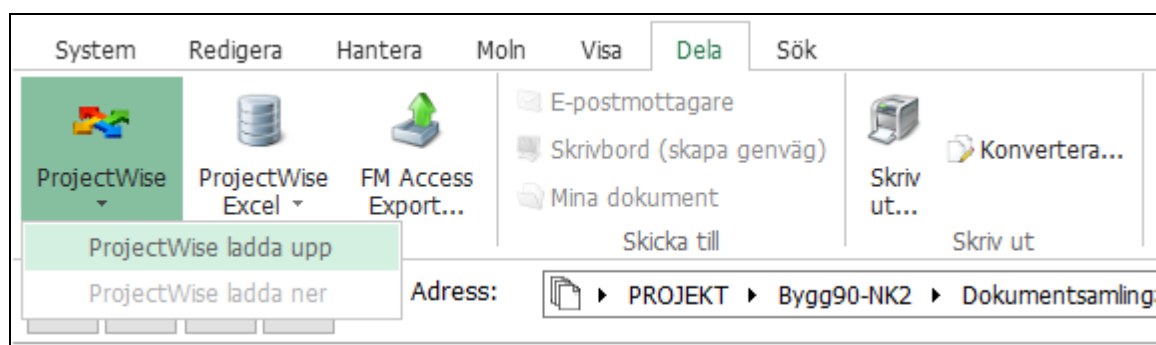 System Redigera Hantera Moln Visa Dela Sök
ProjectWise
ProjectWise
Excel
FM Access
Export...
E-postmottagare
Skrivbord (skapa genväg)
Mina dokument
Skicka till
Skriv
ut...
Konvertera...
Skriv ut
ProjectWise ladda upp
ProjectWise ladda ner
Adress: PROJEKT Bygg90-NK2 Dokumentsamling